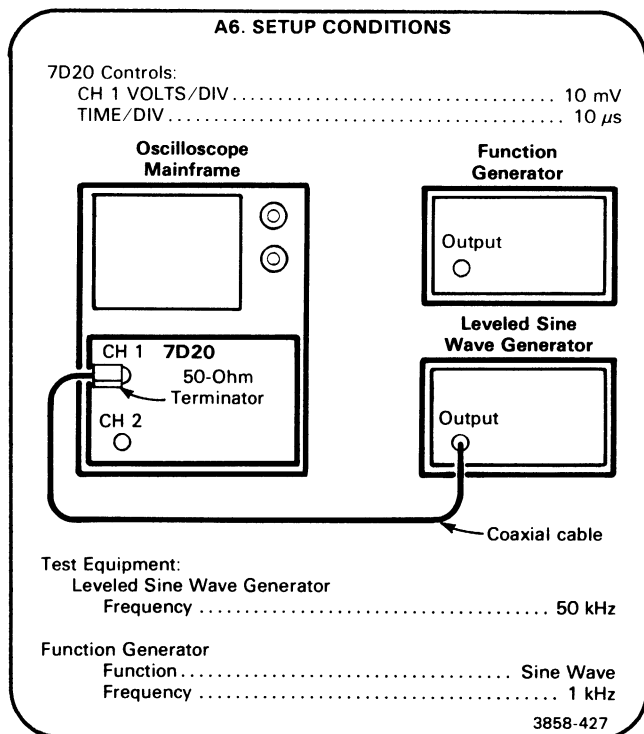 A6. SETUP CONDITIONS
7D20 Controls:
CH 1 VOLTS/DIV.................................. 10 mV
TIME/DIV........................................ 10 µs
Oscilloscope
Mainframe
Function
Generator
Output
Leveled Sine
Wave Generator
CH 1 7D20
50-Ohm
Terminator
CH 2
Output
Coaxial cable
Test Equipment:
Leveled Sine Wave Generator
Frequency .................................... 50 kHz
Function Generator
Function................................... Sine Wave
Frequency ..................................... 1 kHz
3858-427